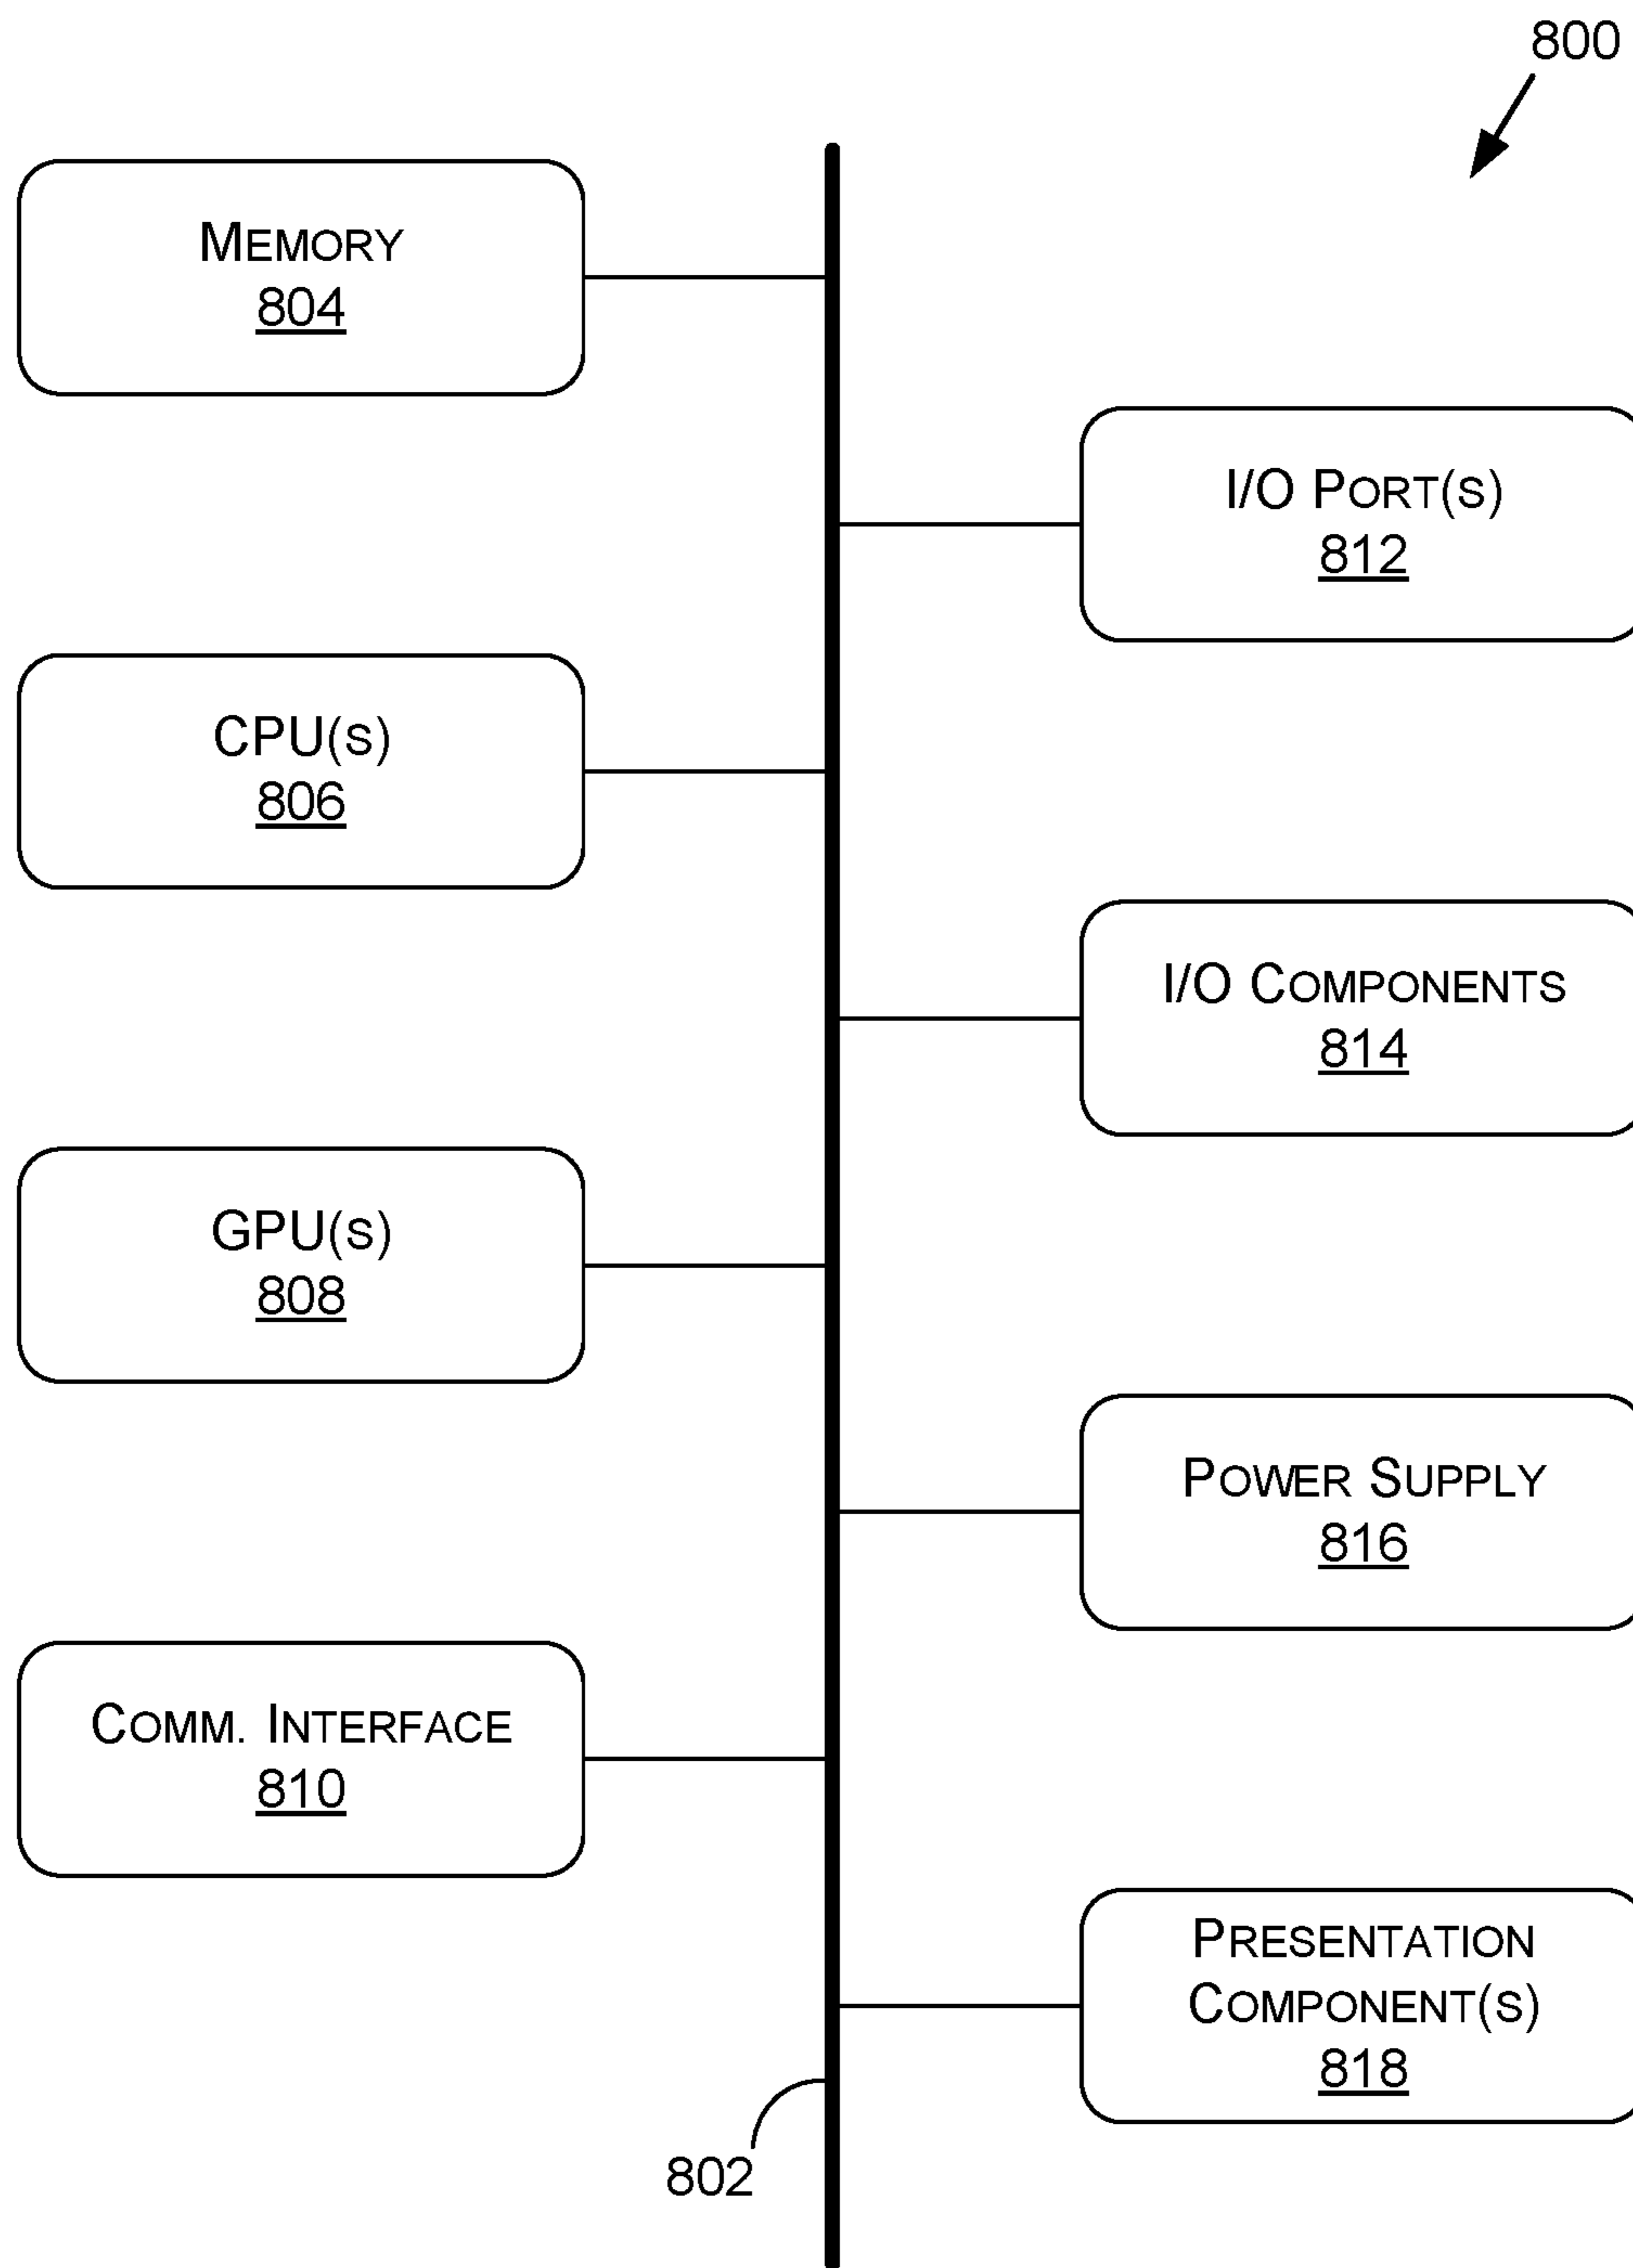 800
MEMORY
804
I/O PORT(S)
812
CPU(S)
806
I/O COMPONENTS
814
GPU(S)
808
POWER SUPPLY
816
COMM. INTERFACE
810
PRESENTATION
COMPONENT(S)
818
802